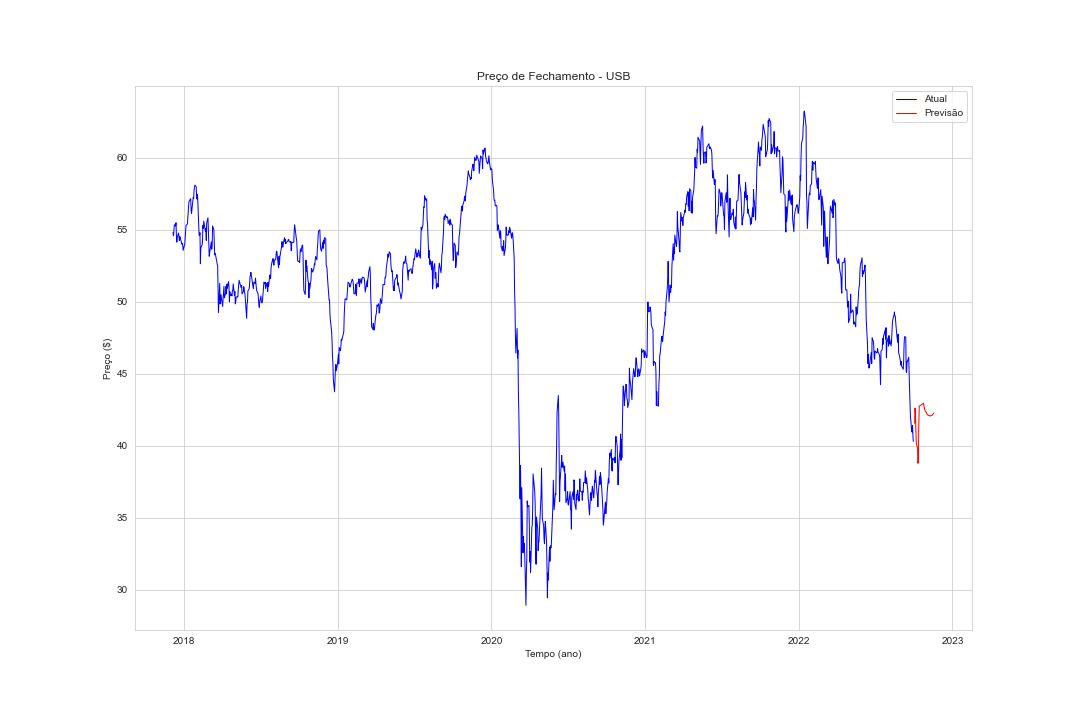 Preço de Fechamento - USB
Atual
Previsão
Preço ($)
60
55
50
45
40
35
30
2018 2019 2020 2021 2022 2023
Tempo (ano)